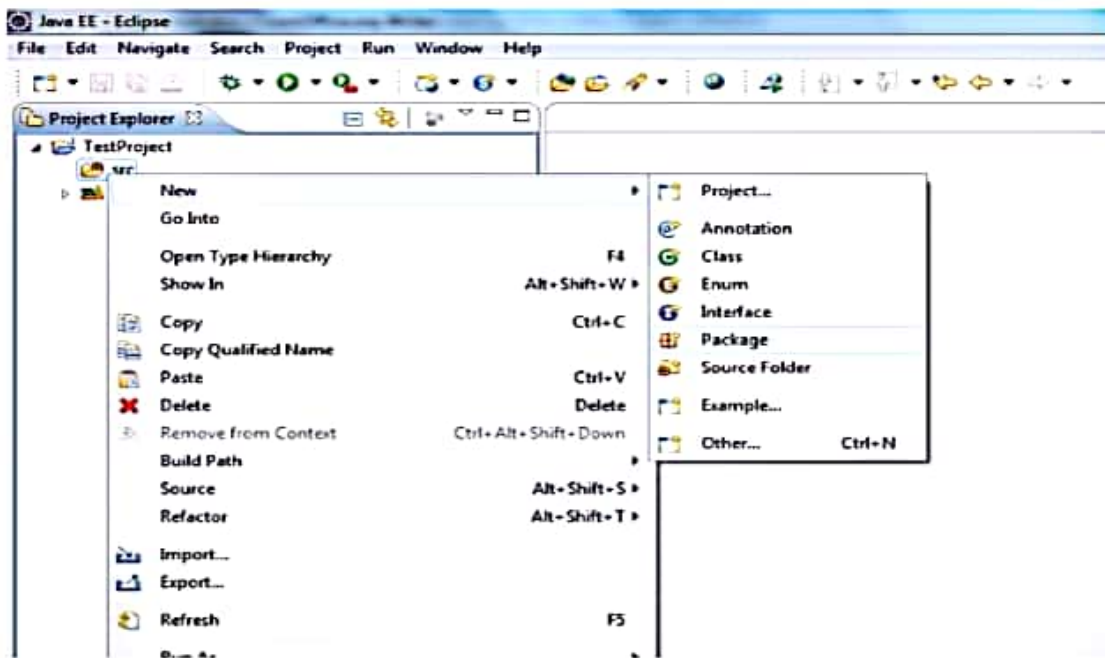 Java EE - Eclipse
File Edit Navigate Search Project Run Window Help
Project Explorer
TestProject
src
New
Go Into
Open Type Hierarchy F4
Show In Alt+Shift+W
Copy Ctrl+C
Copy Qualified Name
Paste Ctrl+V
Delete Delete
Remove from Context Ctrl+Alt+Shift+Down
Build Path
Source Alt+Shift+S
Refactor Alt+Shift+T
Import...
Export...
Refresh F5
Run As
Project...
Annotation
Class
Enum
Interface
Package
Source Folder
Example...
Other... Ctrl+N